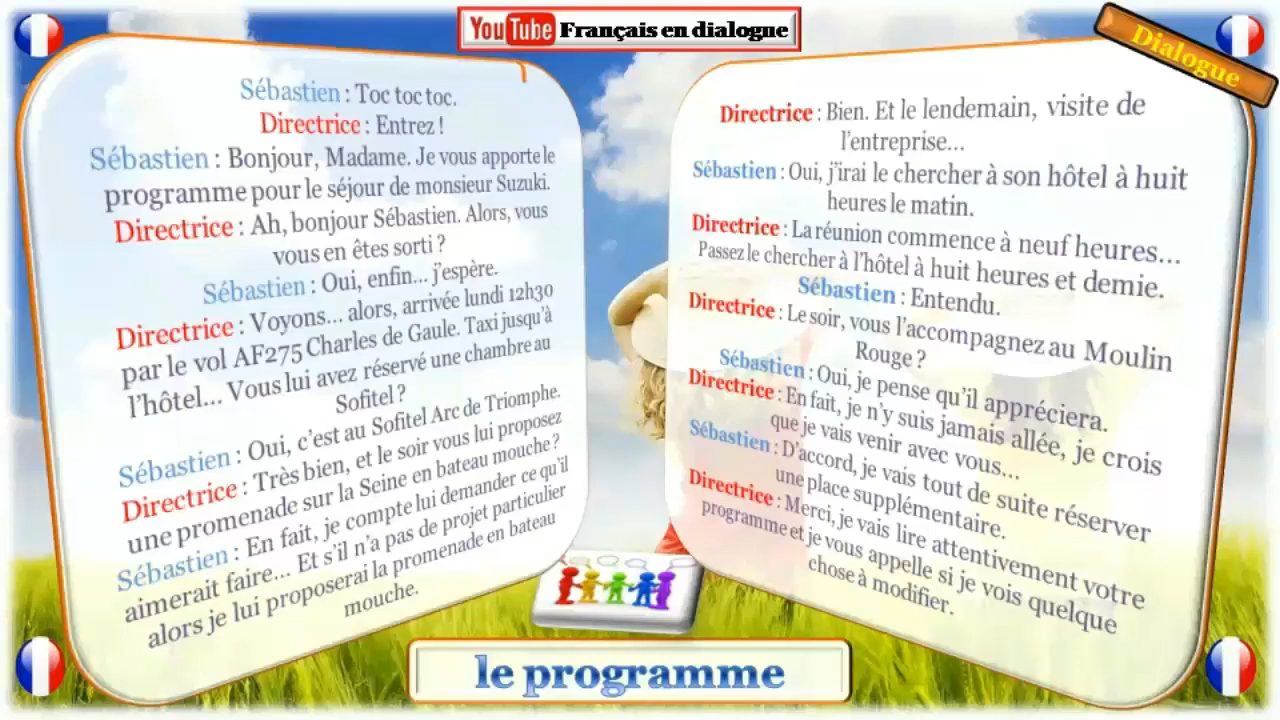 YouTube Français en dialogue
Dialogue
Sébastien : Toc toc toc.
Directrice : Entrez !
Sébastien : Bonjour, Madame. Je vous apporte le
programme pour le séjour de monsieur Suzuki.
Directrice : Ah, bonjour Sébastien. Alors, vous
vous en êtes sorti ?
Sébastien : Oui, enfin... j'espère.
Directrice : Voyons... alors, arrivée lundi 12h30
par le vol AF275 Charles de Gaule. Taxi jusqu'à
l'hôtel... Vous lui avez réservé une chambre au
Sofitel ?
Sébastien : Oui, c'est au Sofitel Arc de Triomphe.
Directrice : Très bien, et le soir vous lui proposez
une promenade sur la Seine en bateau mouche ?
Sébastien : En fait, je compte lui demander ce qu'il
aimerait faire... Et s'il n'a pas de projet particulier
alors je lui proposerai la promenade en bateau
mouche.
Directrice : Bien. Et le lendemain, visite de
l'entreprise...
Sébastien : Oui, j'irai le chercher à son hôtel à huit
heures le matin.
Directrice : La réunion commence à neuf heures...
Passez le chercher à l'hôtel à huit heures et demie.
Sébastien : Entendu.
Directrice : Le soir, vous l'accompagnez au Moulin
Rouge ?
Sébastien : Oui, je pense qu'il appréciera.
Directrice : En fait, je n'y suis jamais allée, je crois
que je vais venir avec vous...
Sébastien : D'accord, je vais tout de suite réserver
une place supplémentaire.
Directrice : Merci, je vais lire attentivement votre
programme et je vous appelle si je vois quelque
chose à modifier.
le programme